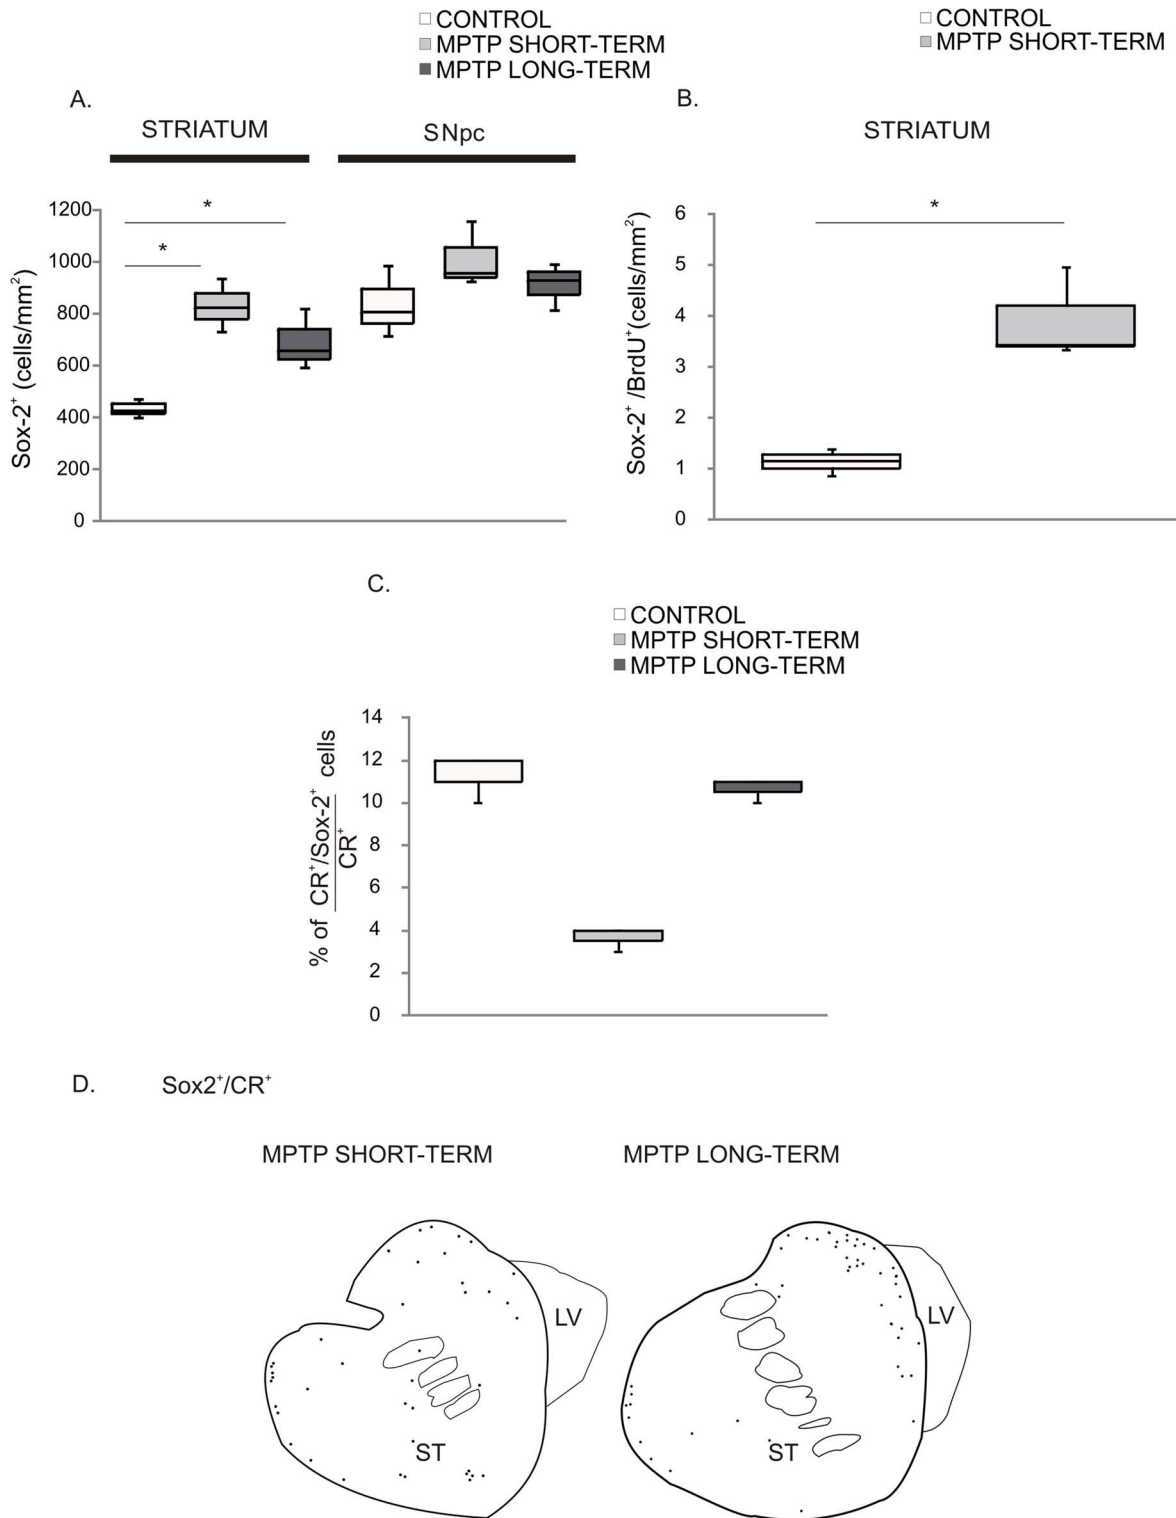 CONTROL
MPTP SHORT-TERM
MPTP LONG-TERM
CONTROL
MPTP SHORT-TERM
A.
STRIATUM
SNpc
Sox-2⁺ (cells/mm²)
1200
1000
800
600
400
200
0
*
*
B.
STRIATUM
Sox-2⁺ /BrdU⁺(cells/mm²)
6
5
4
3
2
1
0
*
C.
CONTROL
MPTP SHORT-TERM
MPTP LONG-TERM
% of CR⁺/Sox-2⁺ cells
CR⁺
14
12
10
8
6
4
2
0
D.
Sox2⁺/CR⁺
MPTP SHORT-TERM
MPTP LONG-TERM
LV
ST
LV
ST